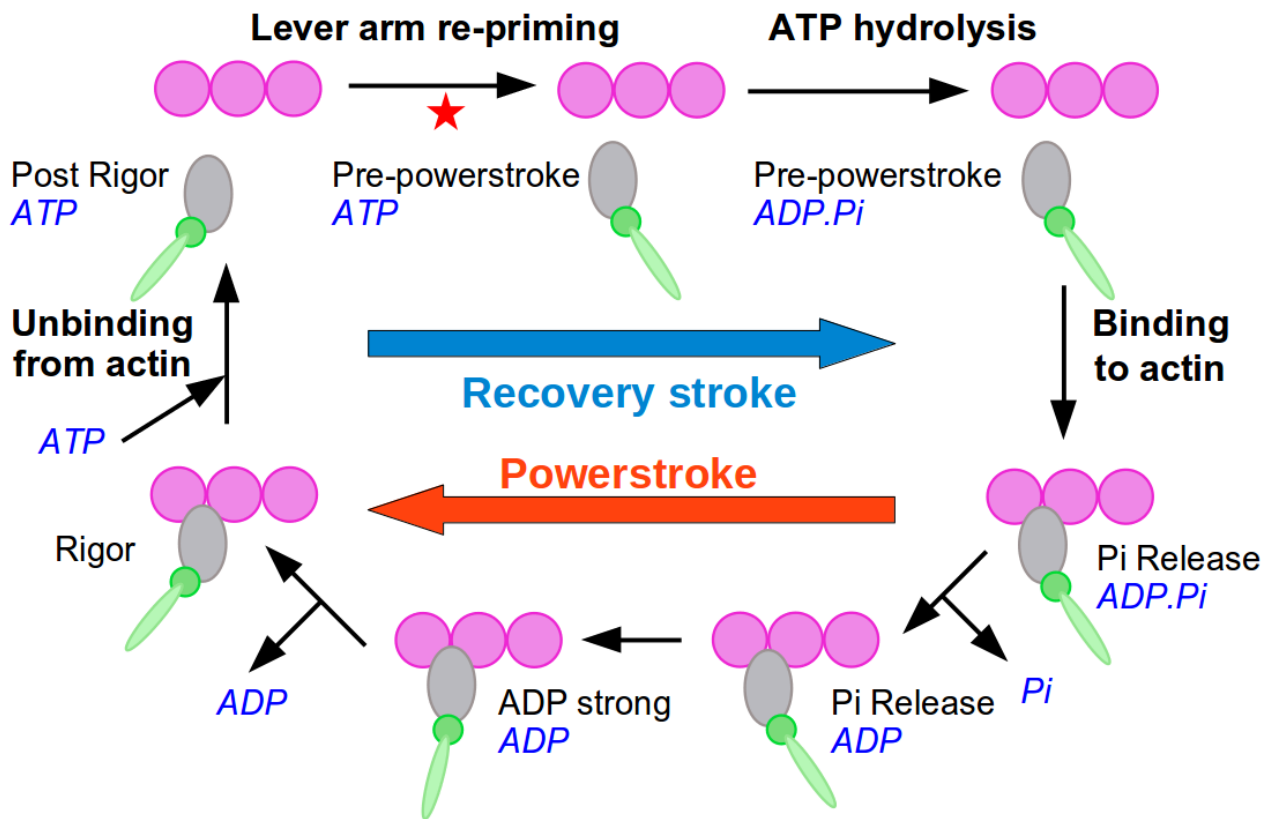 Lever arm re-priming
ATP hydrolysis
Post Rigor
ATP
Pre-powerstroke
ATP
Pre-powerstroke
ADP.Pi
Unbinding
from actin
Recovery stroke
Binding
to actin
ATP
Powerstroke
Rigor
Pi Release
ADP.Pi
ADP
ADP strong
ADP
Pi Release
ADP
Pi